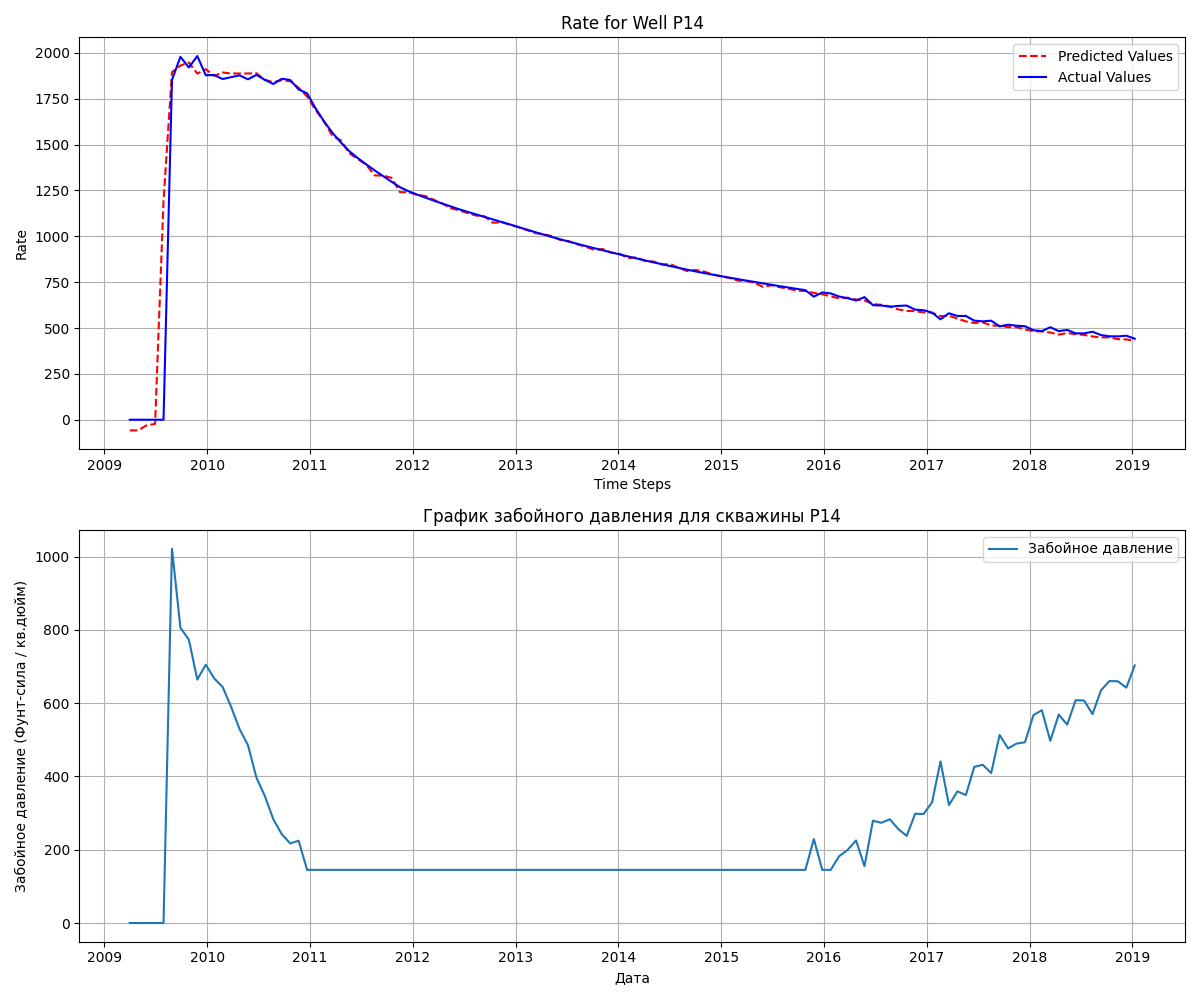 Rate for Well P14
Predicted Values
Actual Values
Rate
2000
1750
1500
1250
1000
750
500
250
0
2009 2010 2011 2012 2013 2014 2015 2016 2017 2018 2019
Time Steps
График забойного давления для скважины P14
Забойное давление
Забойное давление (Фунт-сила / кв.дюйм)
1000
800
600
400
200
0
2009 2010 2011 2012 2013 2014 2015 2016 2017 2018 2019
Дата